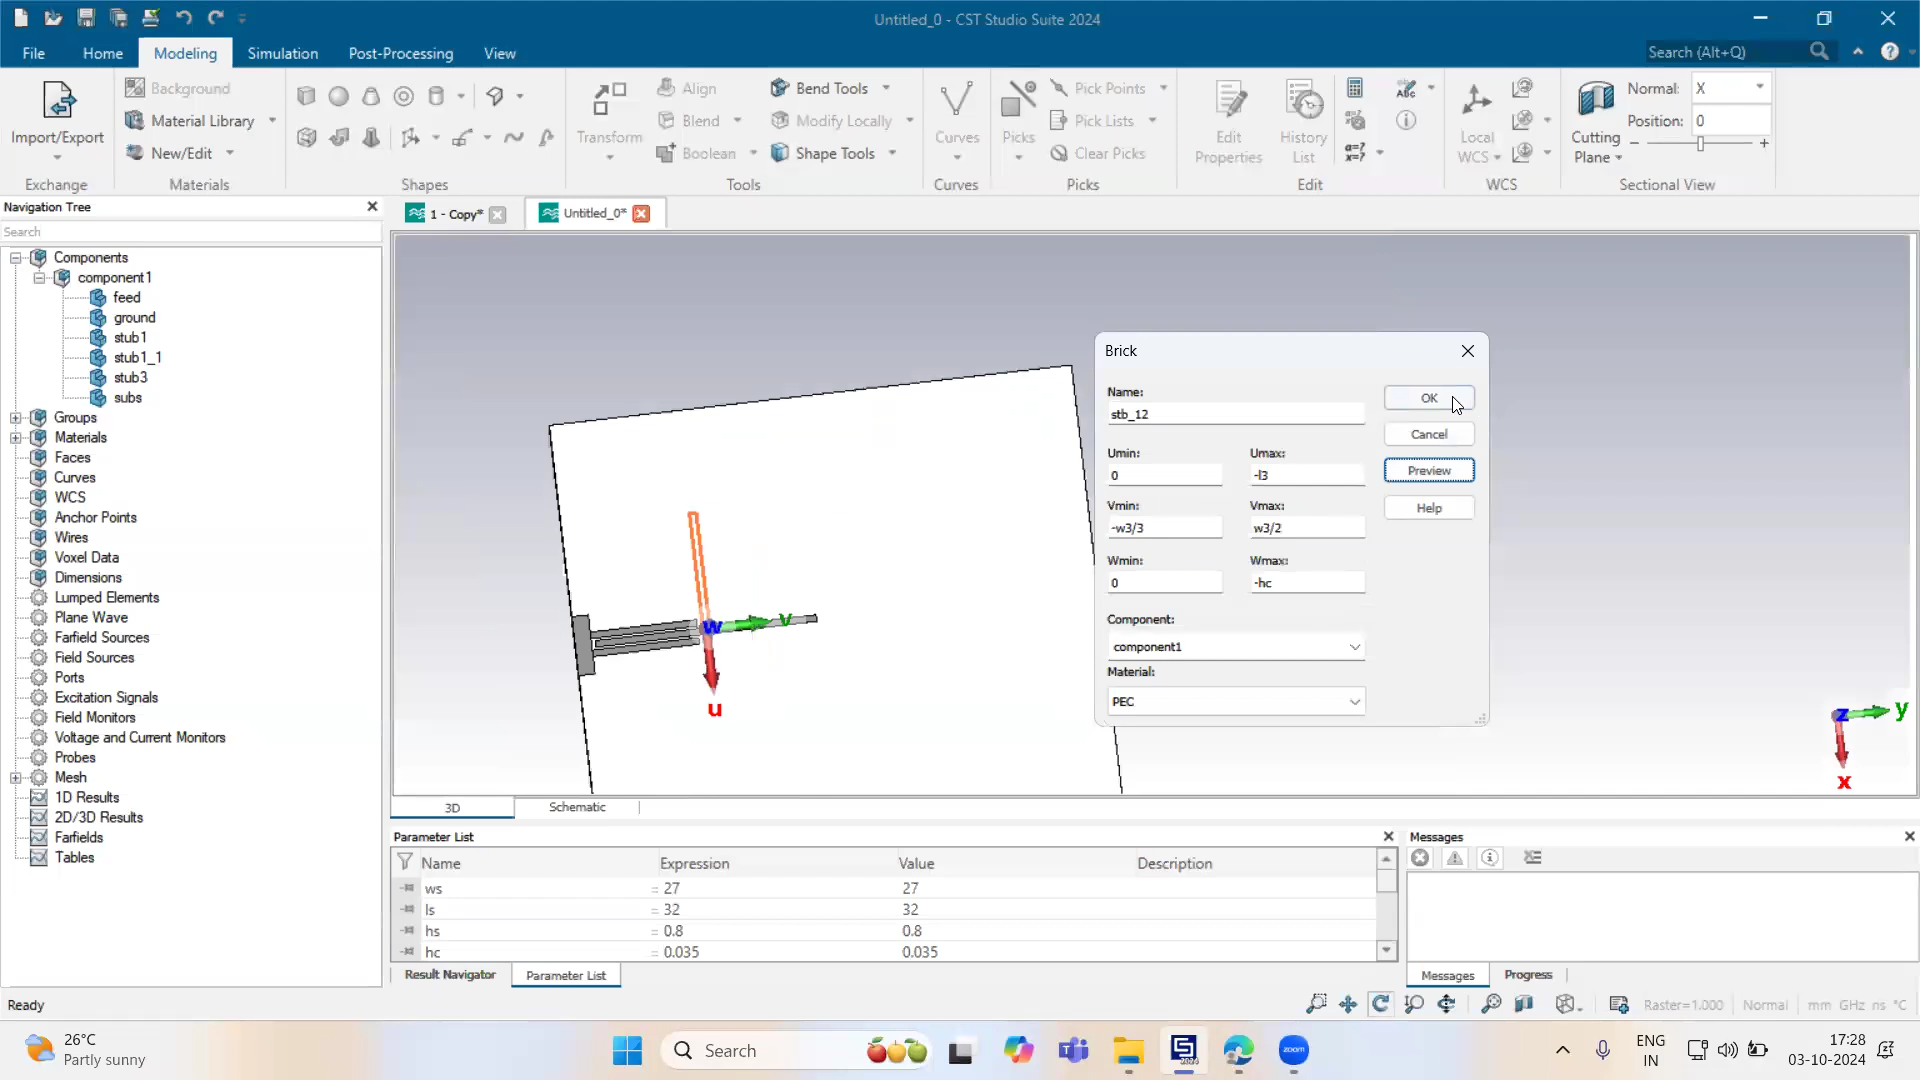 Untitled_0 - CST Studio Suite 2024
File Home Modeling Simulation Post-Processing View
Search (Alt+Q)
Import/Export
Exchange
Background
Material Library
New/Edit
Materials
Shapes
Transform
Align
Blend
Boolean
Bend Tools
Modify Locally
Shape Tools
Tools
Curves
Curves
Picks
Pick Points
Pick Lists
Clear Picks
Picks
Edit
Properties
History
List
Edit
Local
WCS
WCS
Cutting
Plane
Normal: X
Position: 0
Sectional View
Navigation Tree
Search
Components
component1
feed
ground
stub1
stub1_1
stub3
subs
Groups
Materials
Faces
Curves
WCS
Anchor Points
Wires
Voxel Data
Dimensions
Lumped Elements
Plane Wave
Farfield Sources
Field Sources
Ports
Excitation Signals
Field Monitors
Voltage and Current Monitors
Probes
Mesh
1D Results
2D/3D Results
Farfields
Tables
1 - Copy*
Untitled_0*
w
v
u
z
y
x
Brick
Name:
stb_12
OK
Cancel
Preview
Help
Umin: Umax:
0 -l3
Vmin: Vmax:
-w3/3 w3/2
Wmin: Wmax:
0 -hc
Component:
component1
Material:
PEC
3D Schematic
Parameter List
Name Expression Value Description
ws = 27 27
ls = 32 32
hs = 0.8 0.8
hc = 0.035 0.035
Result Navigator Parameter List
Messages
Messages Progress
Ready
Raster=1.000 Normal mm GHz ns °C
26°C
Partly sunny
Search
zoom
ENG
IN
17:28
03-10-2024